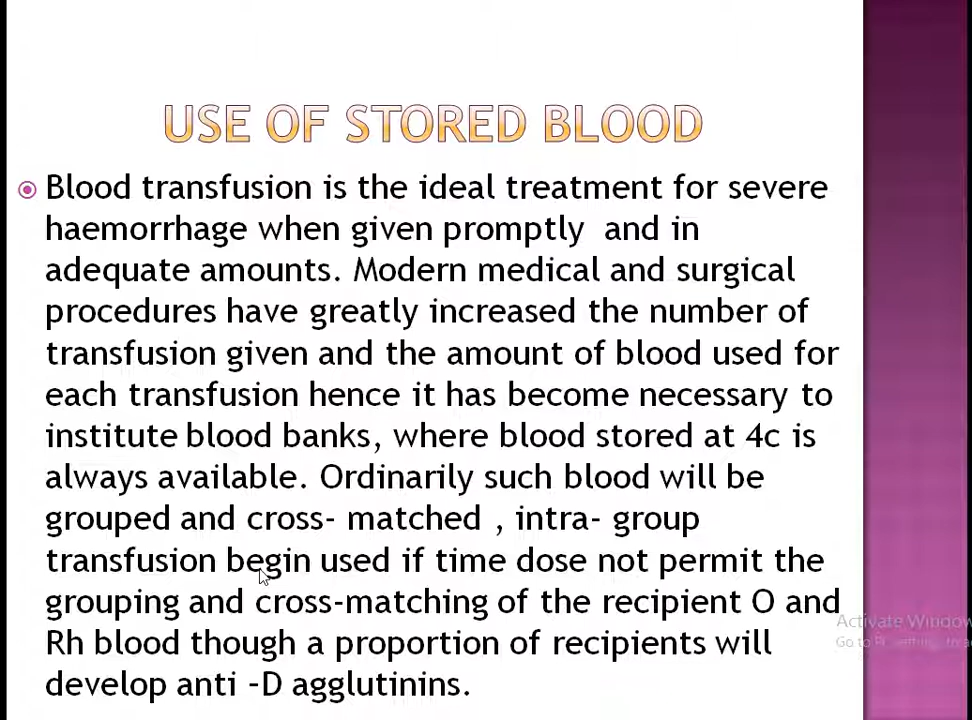 USE OF STORED BLOOD
Blood transfusion is the ideal treatment for severe
haemorrhage when given promptly and in
adequate amounts. Modern medical and surgical
procedures have greatly increased the number of
transfusion given and the amount of blood used for
each transfusion hence it has become necessary to
institute blood banks, where blood stored at 4c is
always available. Ordinarily such blood will be
grouped and cross- matched , intra- group
transfusion begin used if time dose not permit the
grouping and cross-matching of the recipient O and
Rh blood though a proportion of recipients will
develop anti -D agglutinins.
Activate Window
Go to PC settings